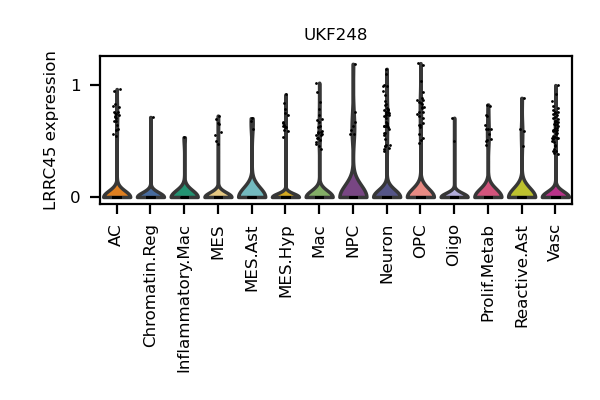 UKF248
LRRC45 expression
1
0
AC
Chromatin.Reg
Inflammatory.Mac
MES
MES.Ast
MES.Hyp
Mac
NPC
Neuron
OPC
Oligo
Prolif.Metab
Reactive.Ast
Vasc